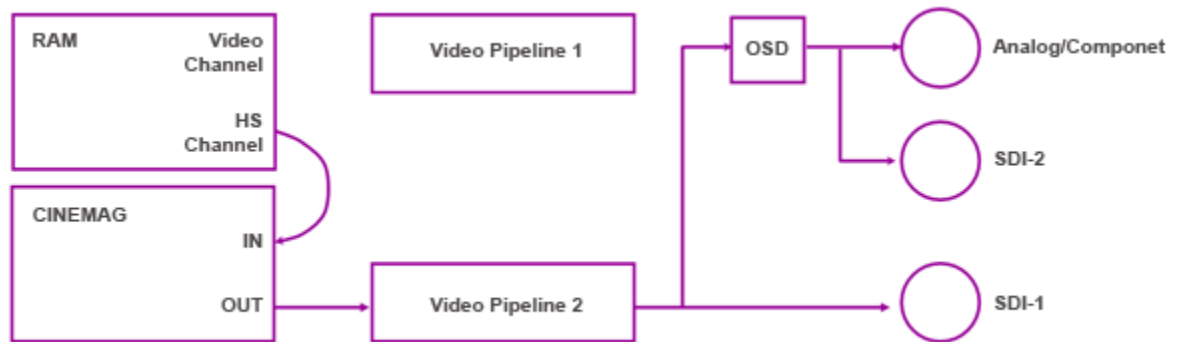 RAM
Video
Channel
HS
Channel
Video Pipeline 1
OSD
Analog/Componet
SDI-2
CINEMAG
IN
OUT
Video Pipeline 2
SDI-1